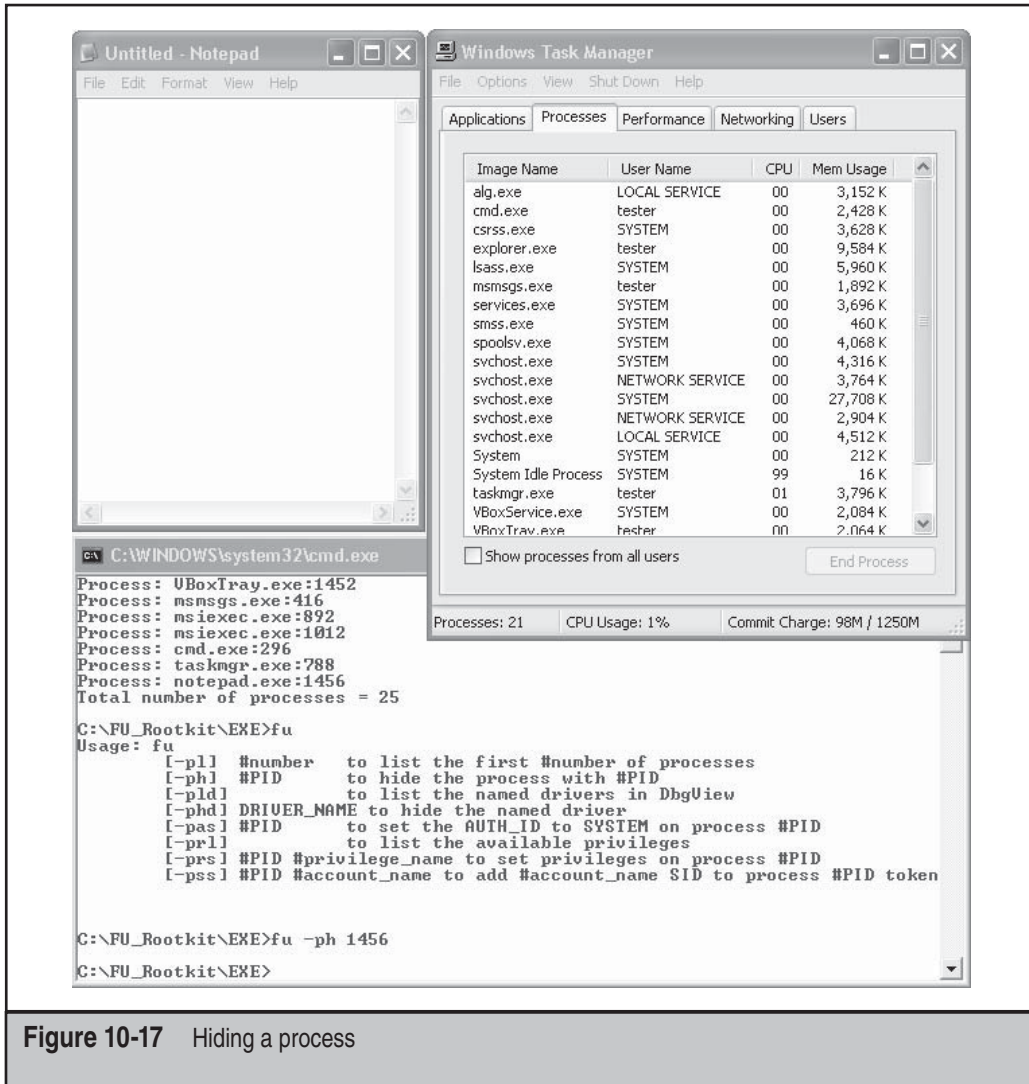 Untitled - Notepad
File Edit Format View Help
Windows Task Manager
File Options View Shut Down Help
Applications Processes Performance Networking Users
Image Name User Name CPU Mem Usage
alg.exe LOCAL SERVICE 00 3,152 K
cmd.exe tester 00 2,428 K
csrss.exe SYSTEM 00 3,628 K
explorer.exe tester 00 9,584 K
lsass.exe SYSTEM 00 5,960 K
msmsgs.exe tester 00 1,892 K
services.exe SYSTEM 00 3,696 K
smss.exe SYSTEM 00 460 K
spoolsv.exe SYSTEM 00 4,068 K
svchost.exe SYSTEM 00 4,316 K
svchost.exe NETWORK SERVICE 00 3,764 K
svchost.exe SYSTEM 00 27,708 K
svchost.exe NETWORK SERVICE 00 2,904 K
svchost.exe LOCAL SERVICE 00 4,512 K
System SYSTEM 00 212 K
System Idle Process SYSTEM 99 16 K
taskmgr.exe tester 01 3,796 K
VBoxService.exe SYSTEM 00 2,084 K
VBoxTray.exe tester 00 2,064 K
Show processes from all users
End Process
Processes: 21 CPU Usage: 1% Commit Charge: 98M / 1250M
C:\WINDOWS\system32\cmd.exe
Process: VBoxTray.exe:1452
Process: msmsgs.exe:416
Process: msiexec.exe:892
Process: msiexec.exe:1012
Process: cmd.exe:296
Process: taskmgr.exe:788
Process: notepad.exe:1456
Total number of processes = 25
C:\FU_Rootkit\EXE>fu
Usage: fu
[-pl] #number to list the first #number of processes
[-ph] #PID to hide the process with #PID
[-pld] to list the named drivers in DbgView
[-phd] DRIVER_NAME to hide the named driver
[-pas] #PID to set the AUTH_ID to SYSTEM on process #PID
[-prl] to list the available privileges
[-prs] #PID #privilege_name to set privileges on process #PID
[-pss] #PID #account_name to add #account_name SID to process #PID token
C:\FU_Rootkit\EXE>fu -ph 1456
C:\FU_Rootkit\EXE>
Figure 10-17 Hiding a process